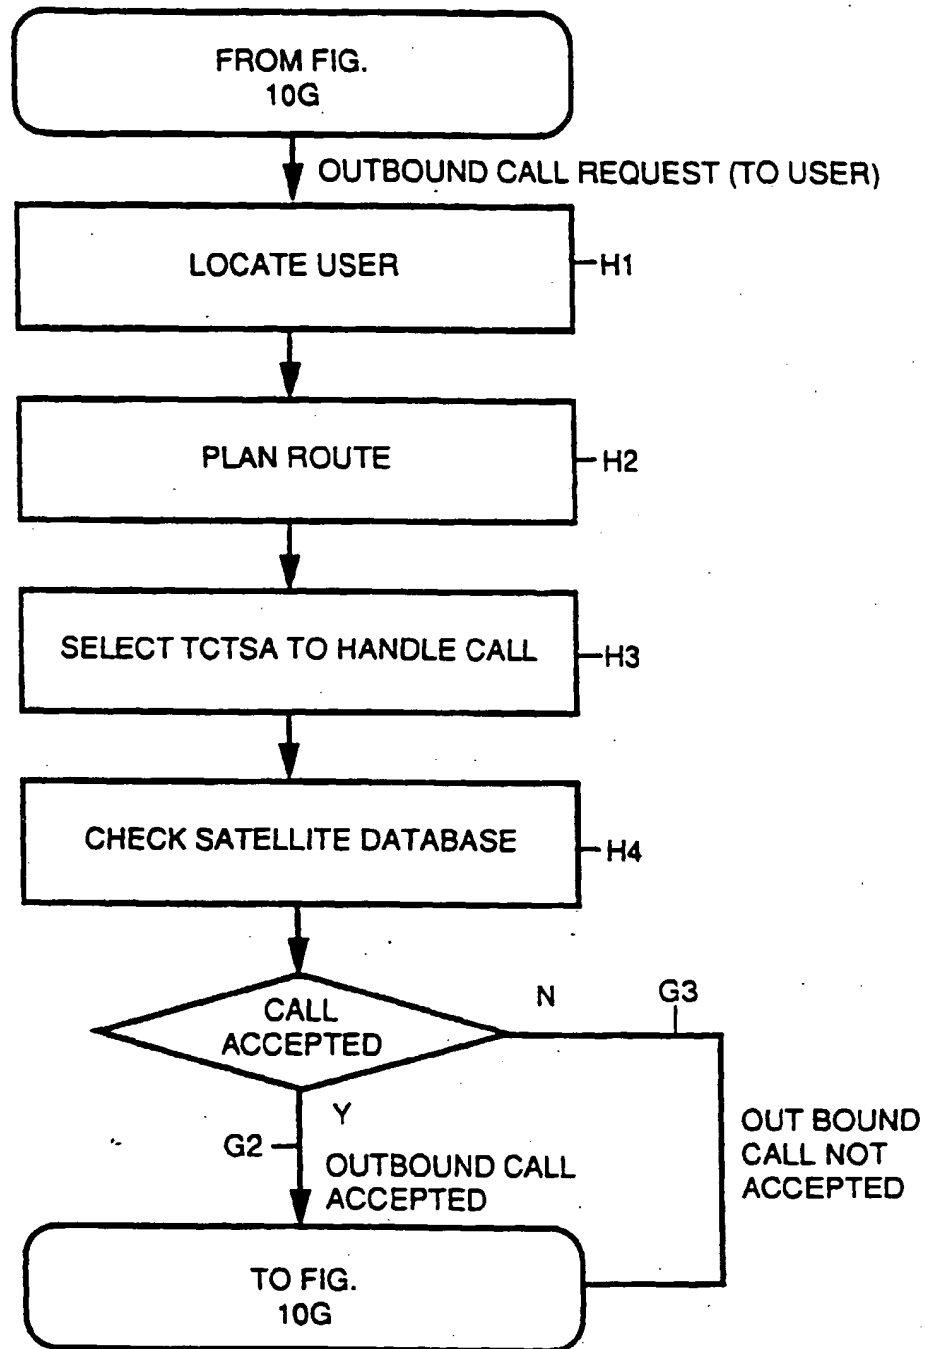 FROM FIG.
10G
OUTBOUND CALL REQUEST (TO USER)
LOCATE USER
H1
PLAN ROUTE
H2
SELECT TCTSA TO HANDLE CALL
H3
CHECK SATELLITE DATABASE
H4
CALL
ACCEPTED
N
G3
Y
G2
OUTBOUND CALL
ACCEPTED
OUT BOUND
CALL NOT
ACCEPTED
TO FIG.
10G